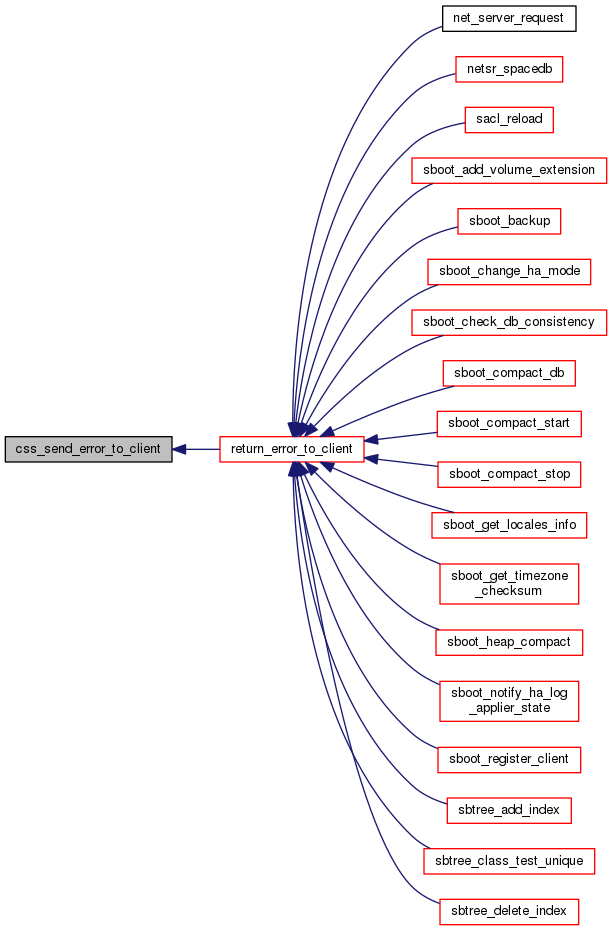 net_server_request
netsr_spacedb
sacl_reload
sboot_add_volume_extension
sboot_backup
sboot_change_ha_mode
sboot_check_db_consistency
sboot_compact_db
sboot_compact_start
css_send_error_to_client
return_error_to_client
sboot_compact_stop
sboot_get_locales_info
sboot_get_timezone
_checksum
sboot_heap_compact
sboot_notify_ha_log
_applier_state
sboot_register_client
sbtree_add_index
sbtree_class_test_unique
sbtree_delete_index